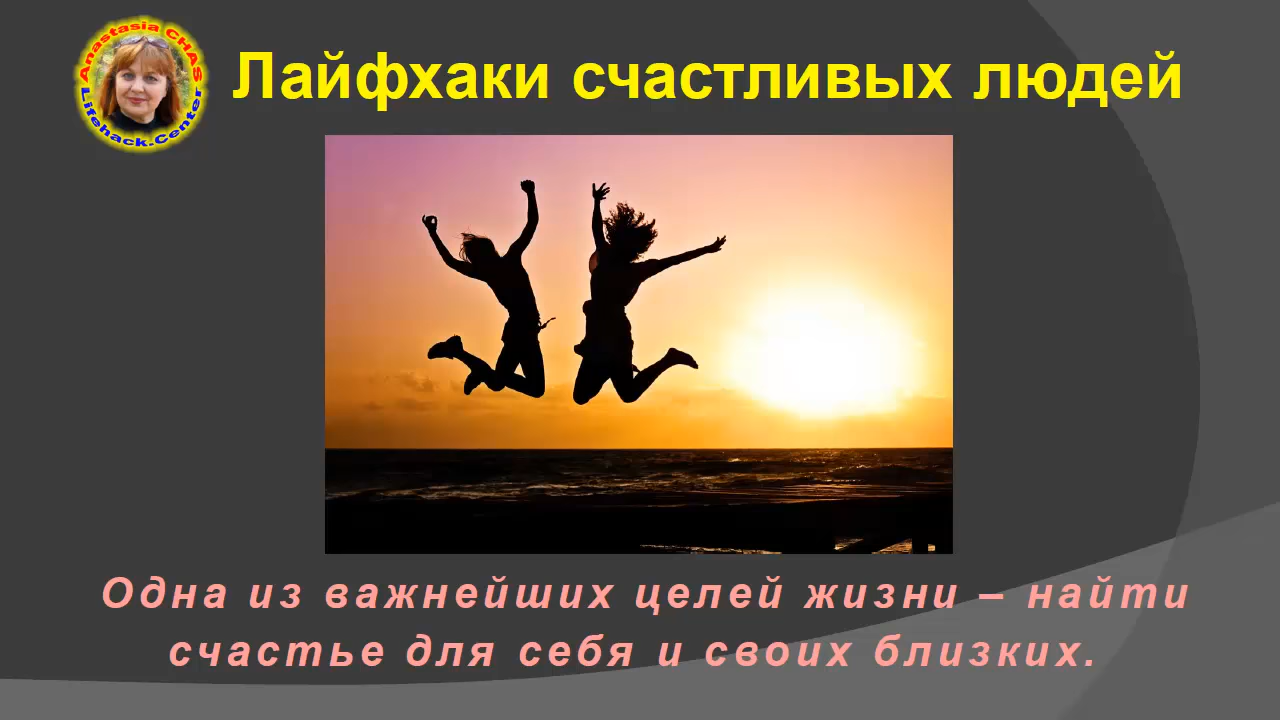 Anastasia CHAS
Lifehack.Center
Лайфхаки счастливых людей
Одна из важнейших целей жизни – найти
счастье для себя и своих близких.